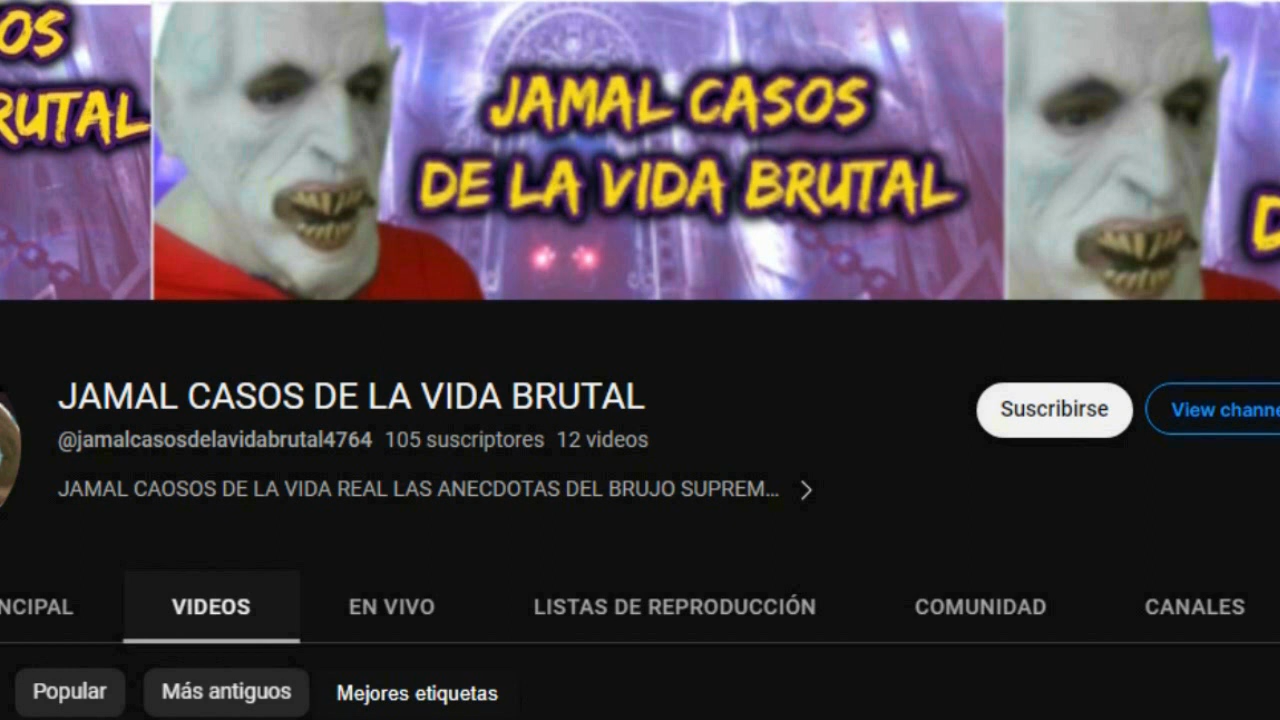 OS
RUTAL
JAMAL CASOS
DE LA VIDA BRUTAL
D
JAMAL CASOS DE LA VIDA BRUTAL
@jamalcasosdelavidabrutal4764 105 suscriptores 12 videos
JAMAL CAOSOS DE LA VIDA REAL LAS ANECDOTAS DEL BRUJO SUPREM...
Suscribirse
View channe
NCIPAL VIDEOS EN VIVO LISTAS DE REPRODUCCIÓN COMUNIDAD CANALES
Popular Más antiguos Mejores etiquetas